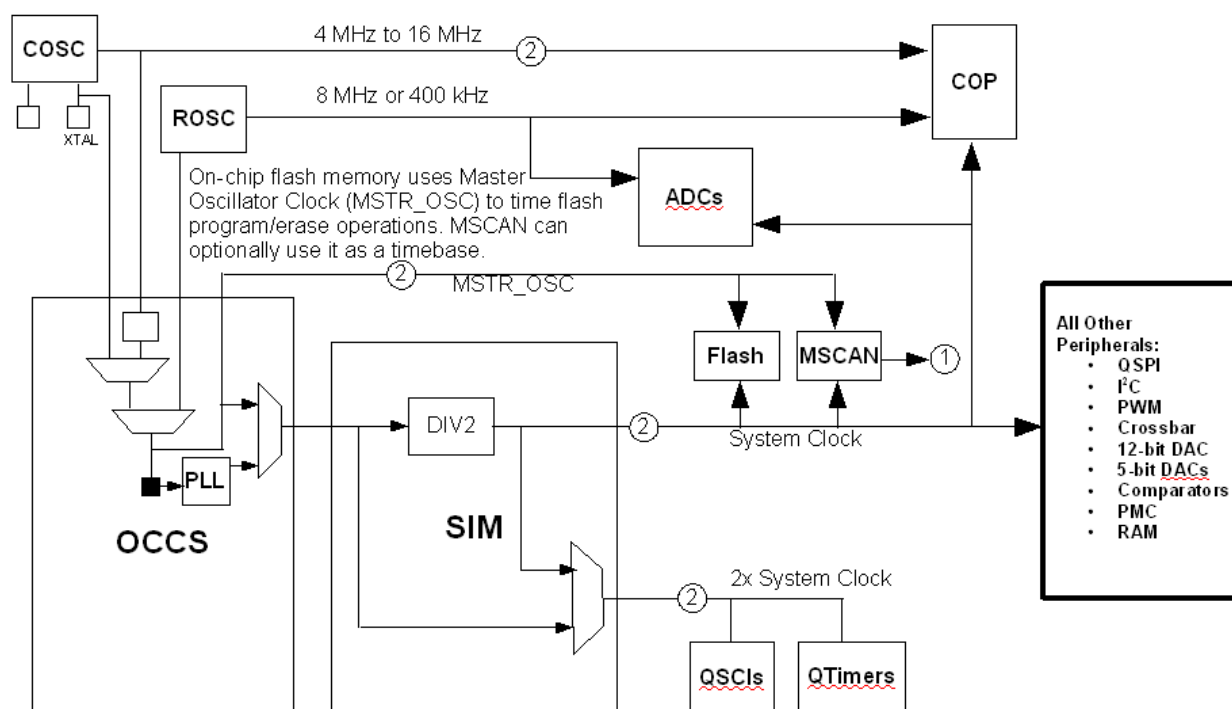 COSC
4 MHz to 16 MHz
2
COP
XTAL
ROSC
8 MHz or 400 kHz
ADCs
On-chip flash memory uses Master
Oscillator Clock (MSTR_OSC) to time flash
program/erase operations. MSCAN can
optionally use it as a timebase.
2
MSTR_OSC
Flash
MSCAN
1
All Other
Peripherals:
• QSPI
• I²C
• PWM
• Crossbar
• 12-bit DAC
• 5-bit DACs
• Comparators
• PMC
• RAM
DIV2
2
System Clock
PLL
OCCS
SIM
2x System Clock
2
QSCIs
QTimers